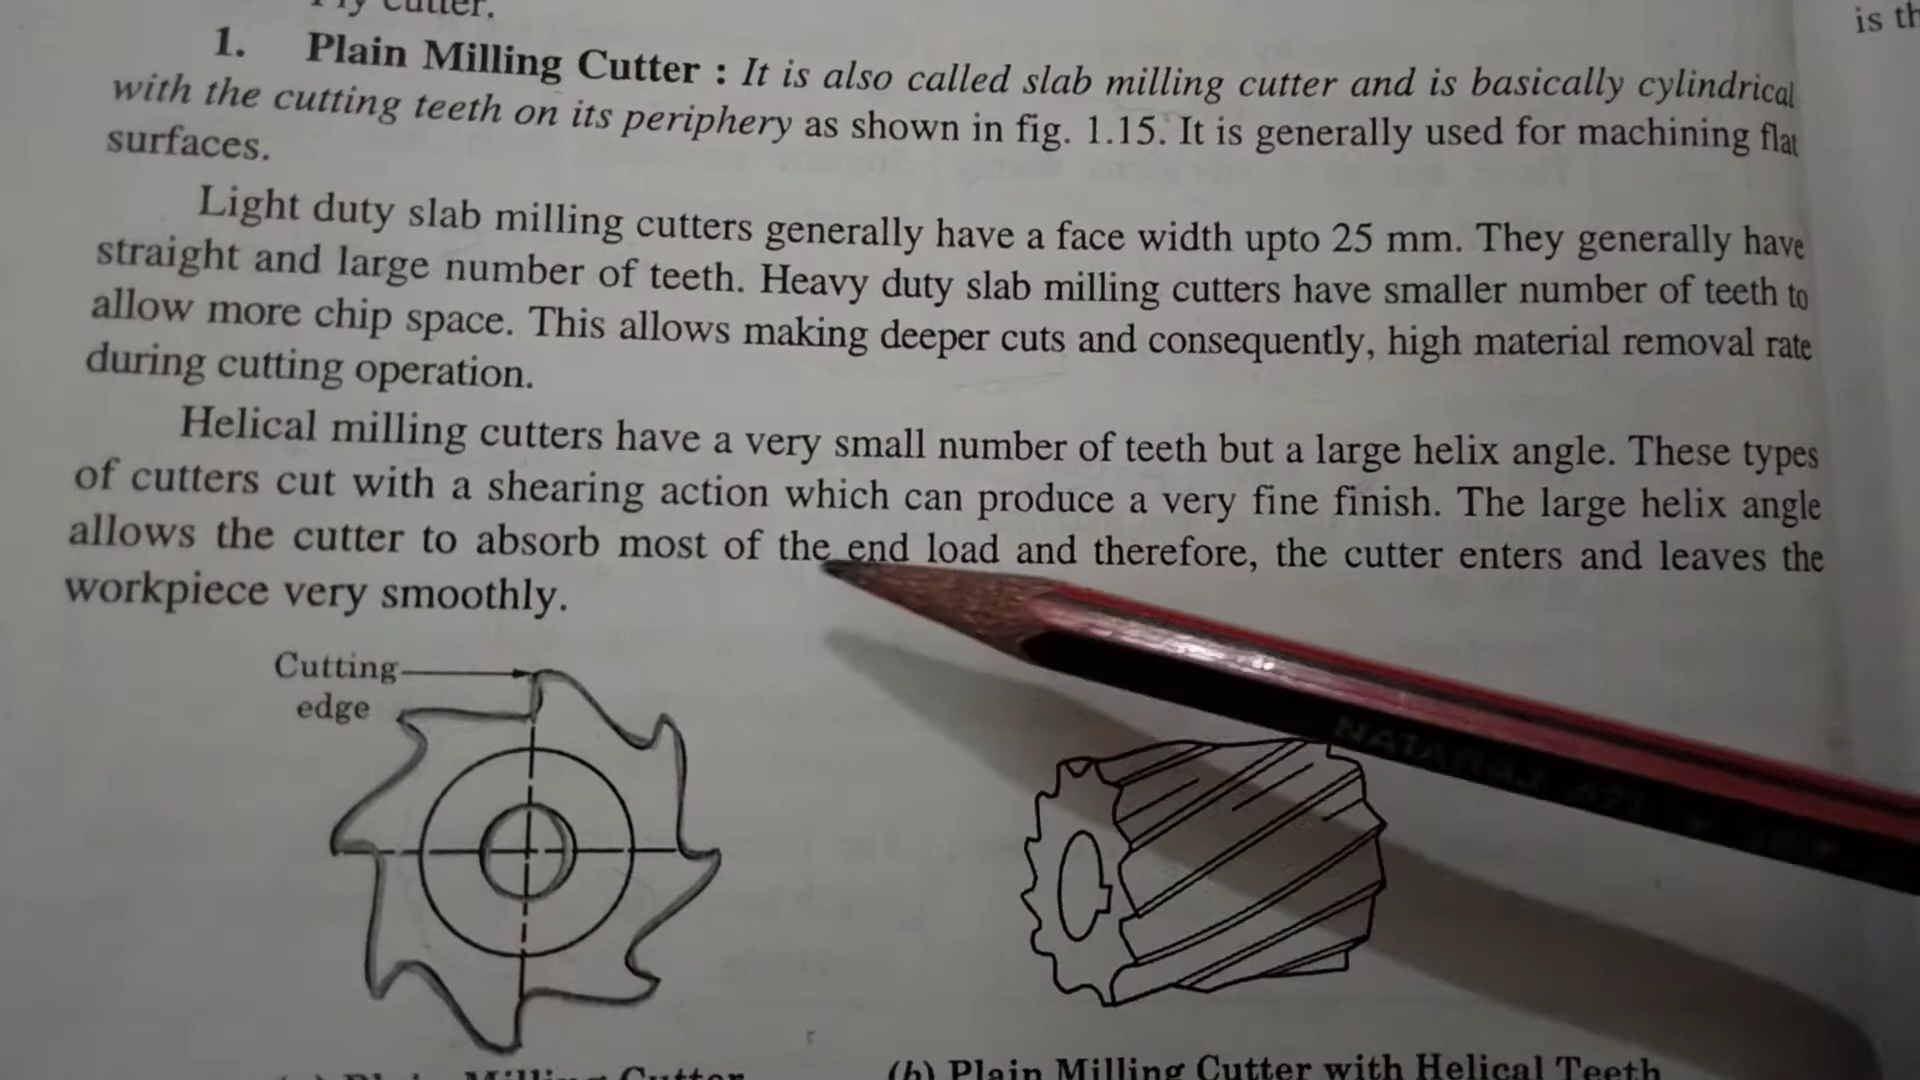 cutter.
is th
1. Plain Milling Cutter : It is also called slab milling cutter and is basically cylindrical
with the cutting teeth on its periphery as shown in fig. 1.15. It is generally used for machining flat
surfaces.
Light duty slab milling cutters generally have a face width upto 25 mm. They generally have
straight and large number of teeth. Heavy duty slab milling cutters have smaller number of teeth to
allow more chip space. This allows making deeper cuts and consequently, high material removal rate
during cutting operation.
Helical milling cutters have a very small number of teeth but a large helix angle. These types
of cutters cut with a shearing action which can produce a very fine finish. The large helix angle
allows the cutter to absorb most of the end load and therefore, the cutter enters and leaves the
workpiece very smoothly.
Cutting
edge
NATARAJ
Plain Milling Cutter
(b) Plain Milling Cutter with Helical Teeth